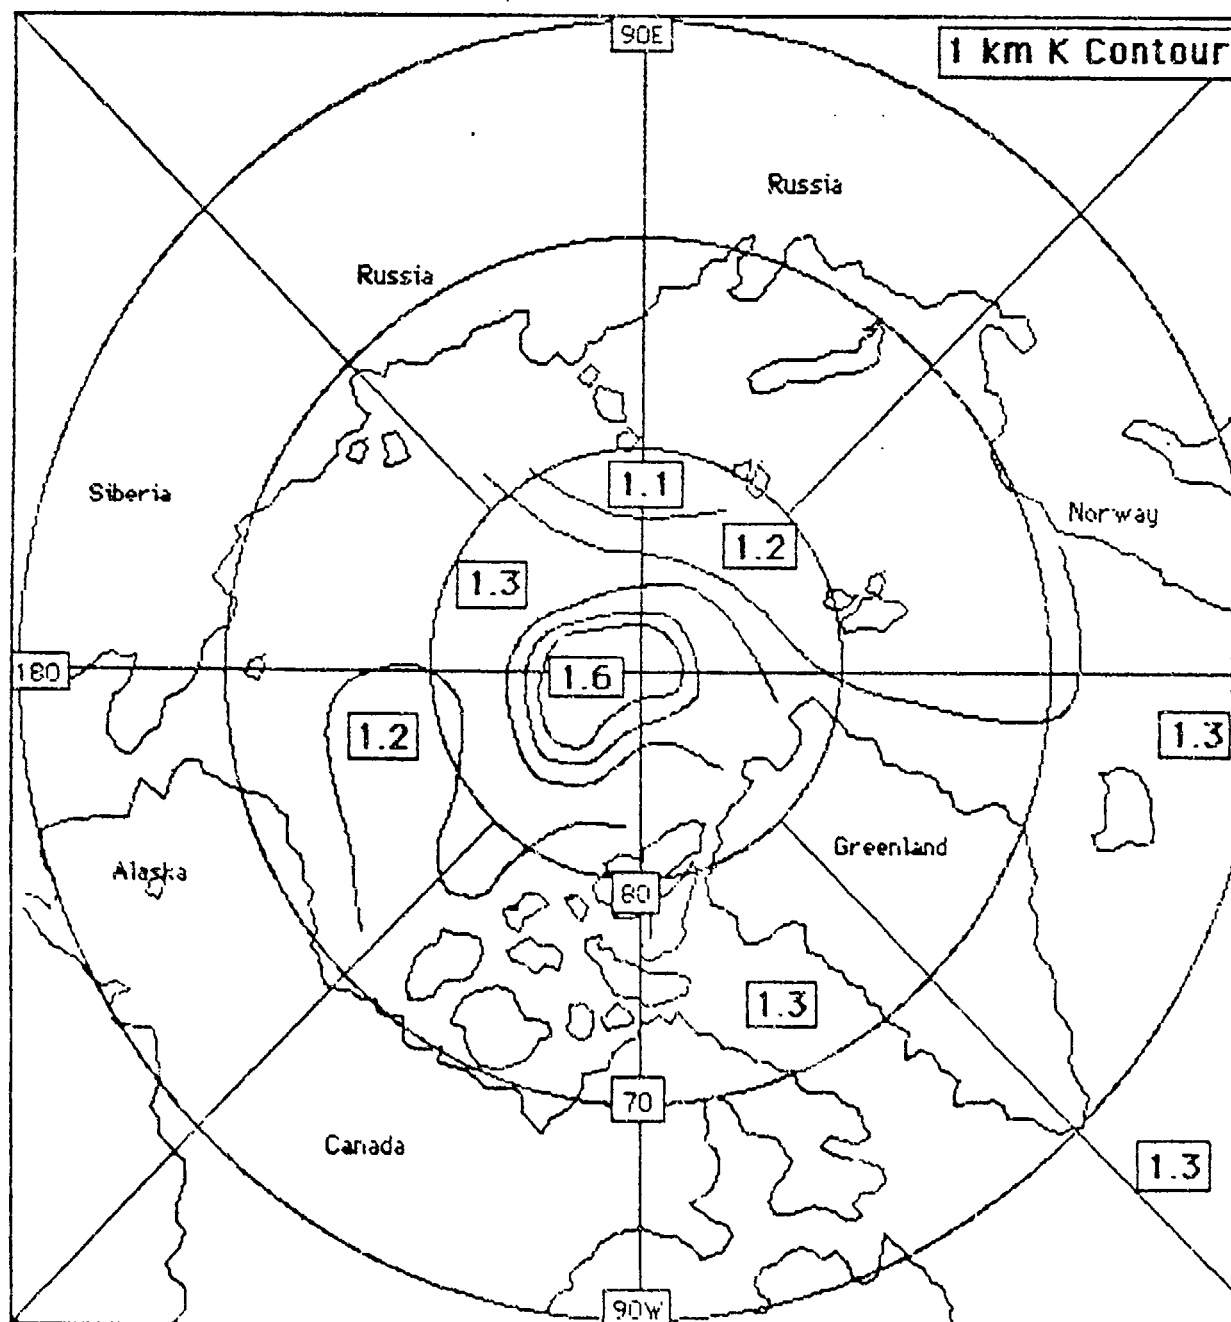 90E
1 km K Contour
Russia
Russia
1.1
Siberia
Norway
1.2
1.3
180
1.6
1.2
1.3
Greenland
Alaska
80
1.3
70
Canada
1.3
90W